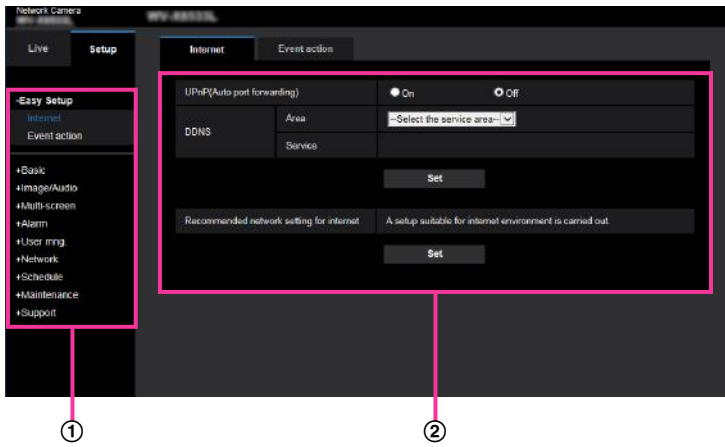 Network Camera
Live
Setup
Internet
Event action
-Easy Setup
Internet
Event action
+Basic
+Image/Audio
+Multi-screen
+Alarm
+User mng.
+Network
+Schedule
+Maintenance
+Support
UPnP(Auto port forwarding)
On
Off
DDNS
Area
--Select the service area--
Service
Set
Recommended network setting for internet
A setup suitable for internet environment is carried out.
Set
①
②